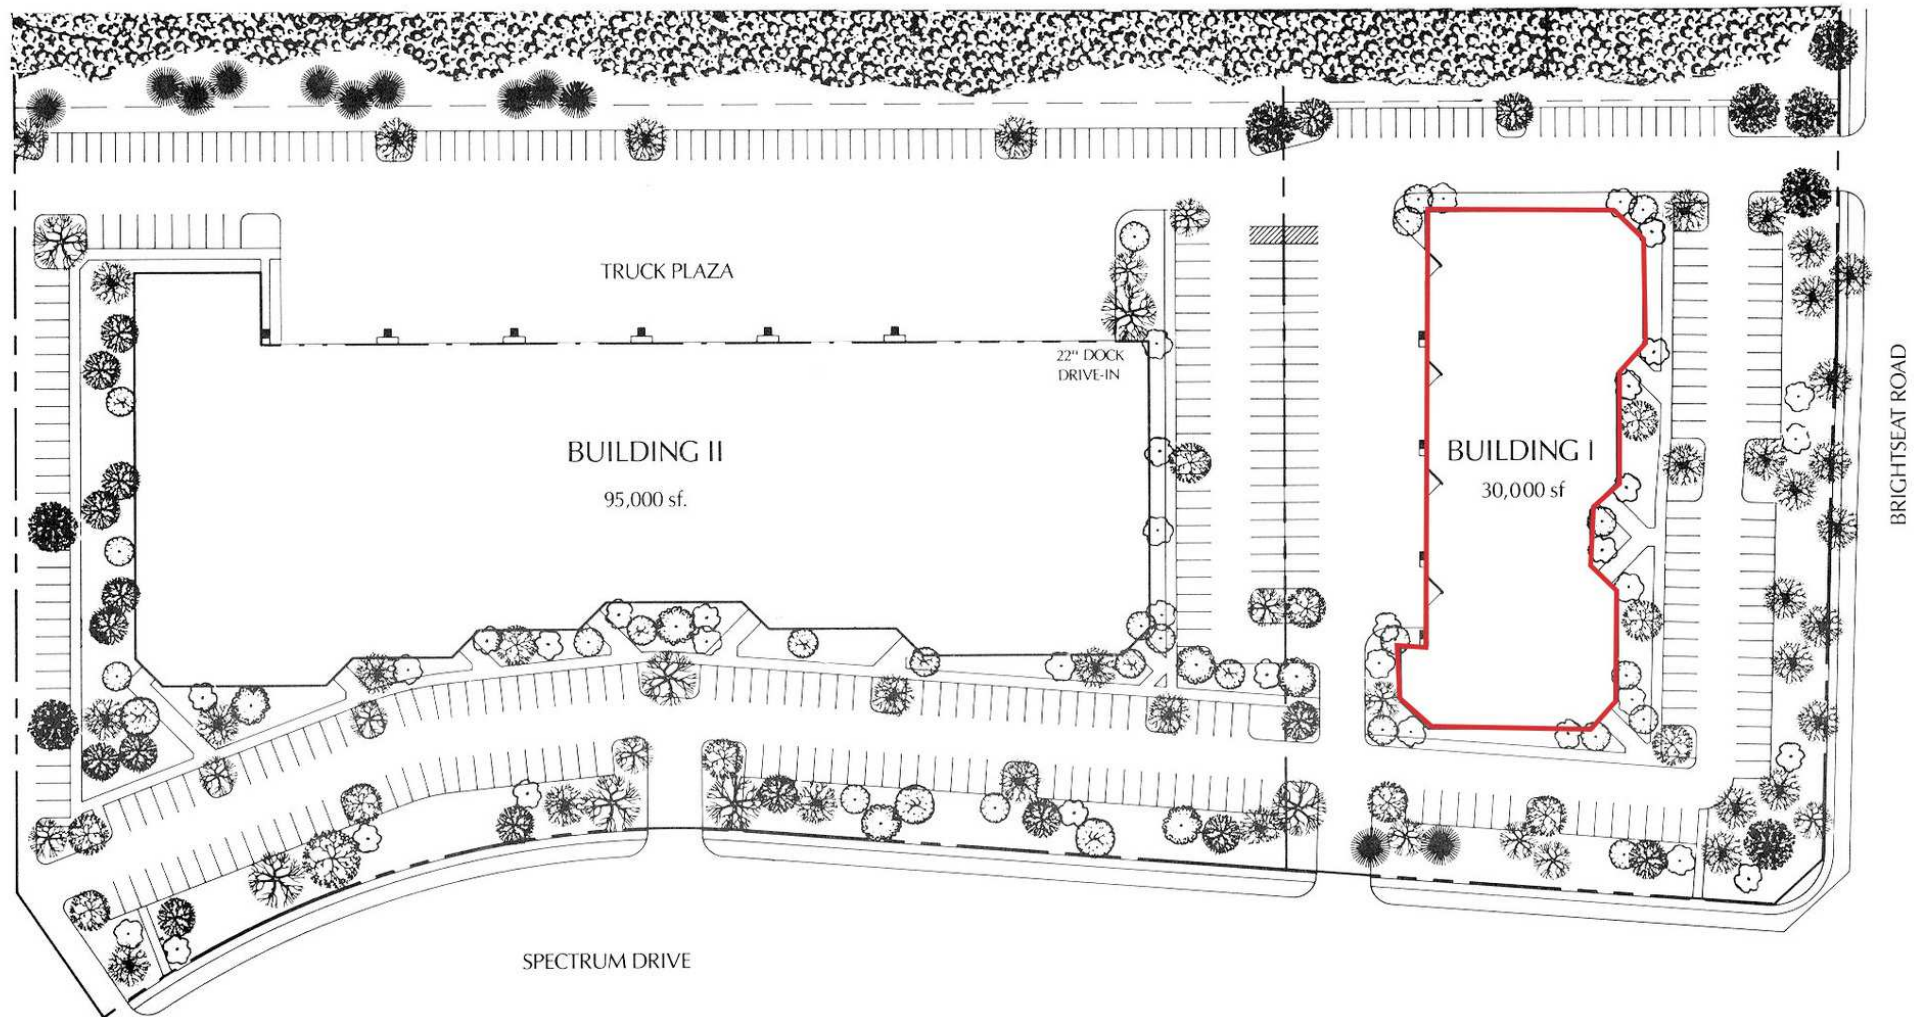 TRUCK PLAZA
22" DOCK
DRIVE-IN
BUILDING II
95,000 sf.
BUILDING I
30,000 sf
BRIGHTSEAT ROAD
SPECTRUM DRIVE